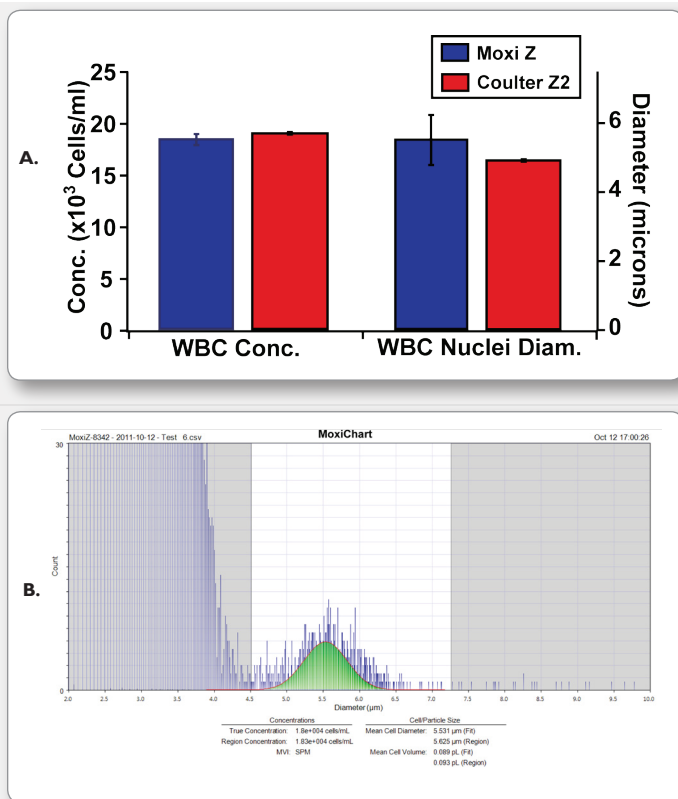 A.
Moxi Z
Coulter Z2
Conc. (x10³ Cells/ml)
25
20
15
10
5
0
Diameter (microns)
6
4
2
0
WBC Conc.
WBC Nuclei Diam.
B.
MoxiZ-8342 - 2011-10-12 - Test 6.csv
MoxiChart
Oct 12 17:00:26
30
Count
0
2.0 2.5 3.0 3.5 4.0 4.5 5.0 5.5 6.0 6.5 7.0 7.5 8.0 8.5 9.0 9.5 10.0
Diameter (µm)
Concentrations
True Concentration: 1.8e+004 cells/mL
Region Concentration: 1.83e+004 cells/mL
MVI: SPM
Cell/Particle Size
Mean Cell Diameter: 5.531 µm (Fit)
5.625 µm (Region)
Mean Cell Volume: 0.089 pL (Fit)
0.093 pL (Region)